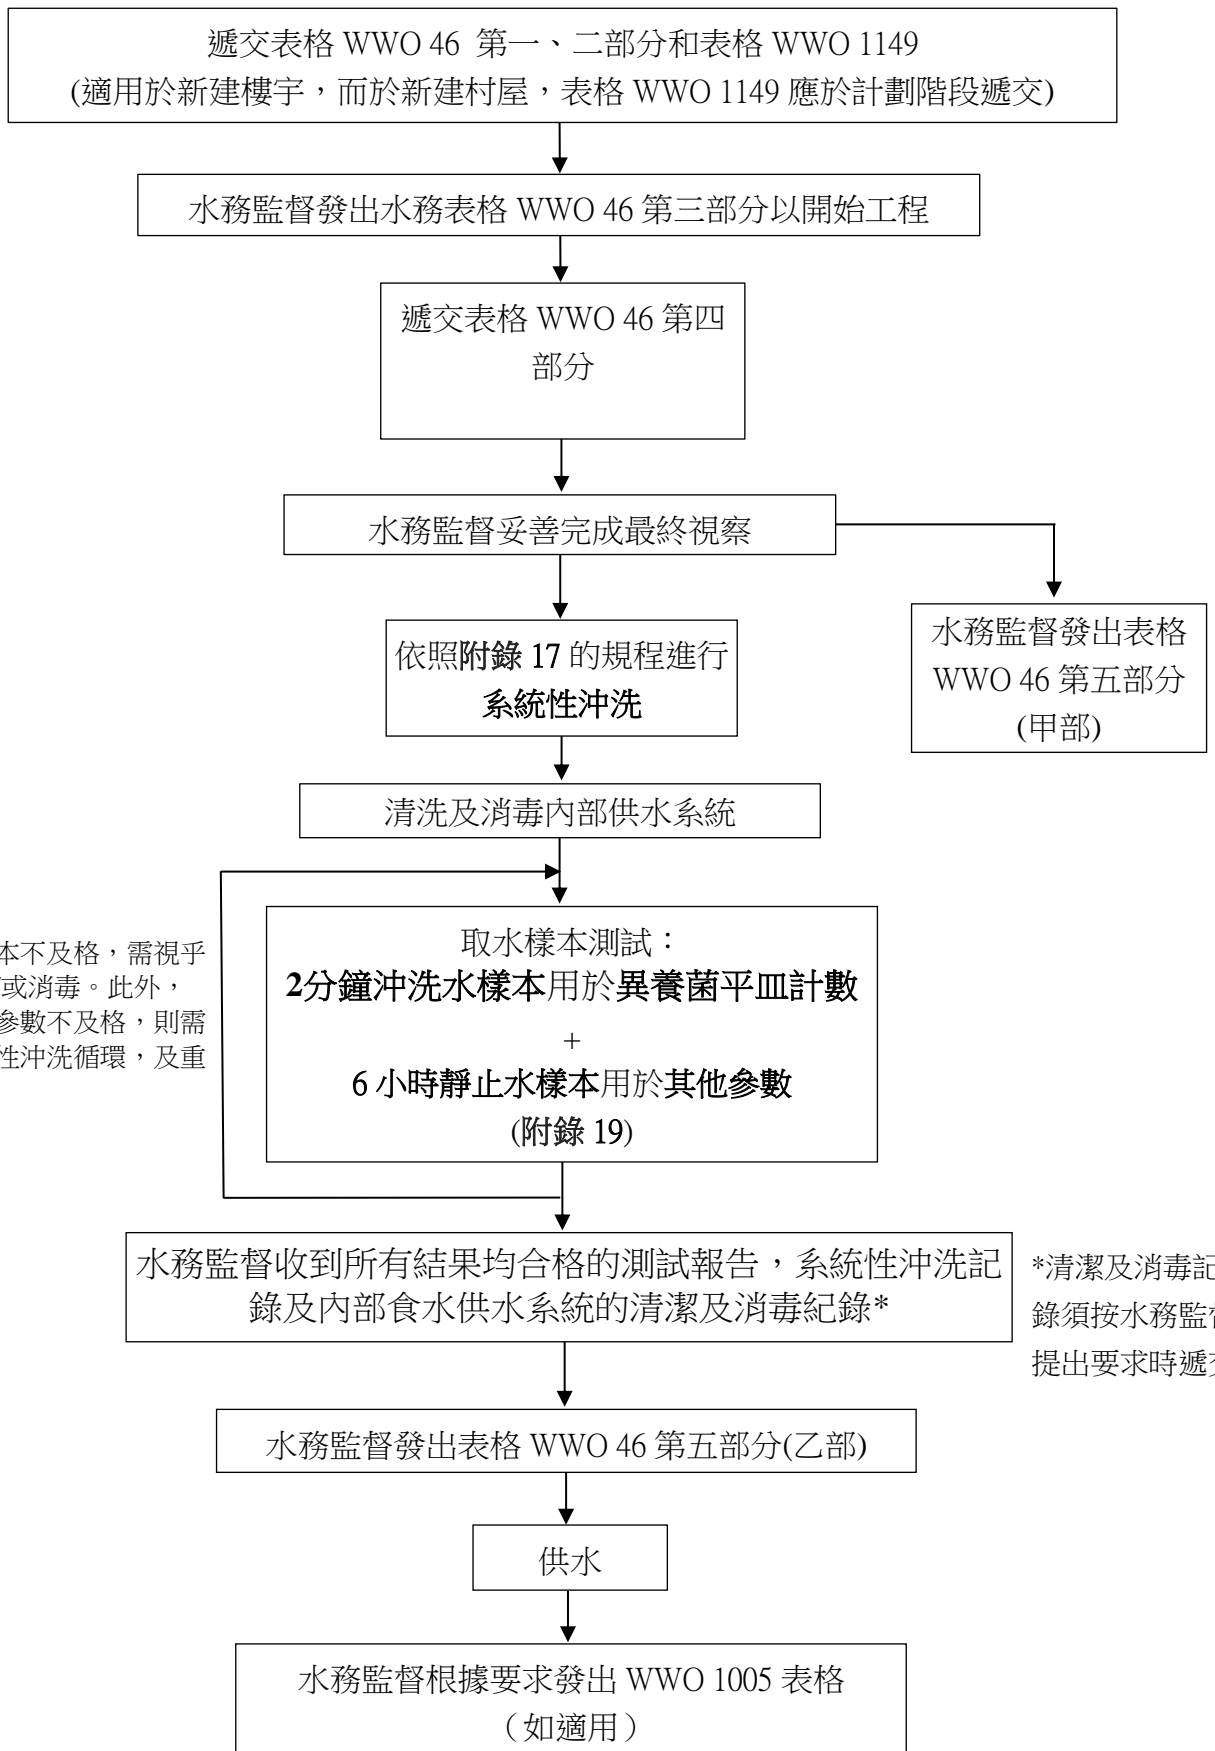 遞交表格 WWO 46 第一、二部分和表格 WWO 1149
(適用於新建樓宇，而於新建村屋，表格 WWO 1149 應於計劃階段遞交)
水務監督發出水務表格 WWO 46 第三部分以開始工程
遞交表格 WWO 46 第四
部分
水務監督妥善完成最終視察
水務監督發出表格
WWO 46 第五部分
(甲部)
依照附錄 17 的規程進行
系統性沖洗
清洗及消毒內部供水系統
本不及格，需視乎
或消毒。此外，
參數不及格，則需
性沖洗循環，及重
取水樣本測試：
2分鐘沖洗水樣本用於異養菌平皿計數
+
6 小時靜止水樣本用於其他參數
(附錄 19)
水務監督收到所有結果均合格的測試報告，系統性沖洗記
錄及內部食水供水系統的清潔及消毒紀錄*
*清潔及消毒記
錄須按水務監督
提出要求時遞交
水務監督發出表格 WWO 46 第五部分(乙部)
供水
水務監督根據要求發出 WWO 1005 表格
（如適用）